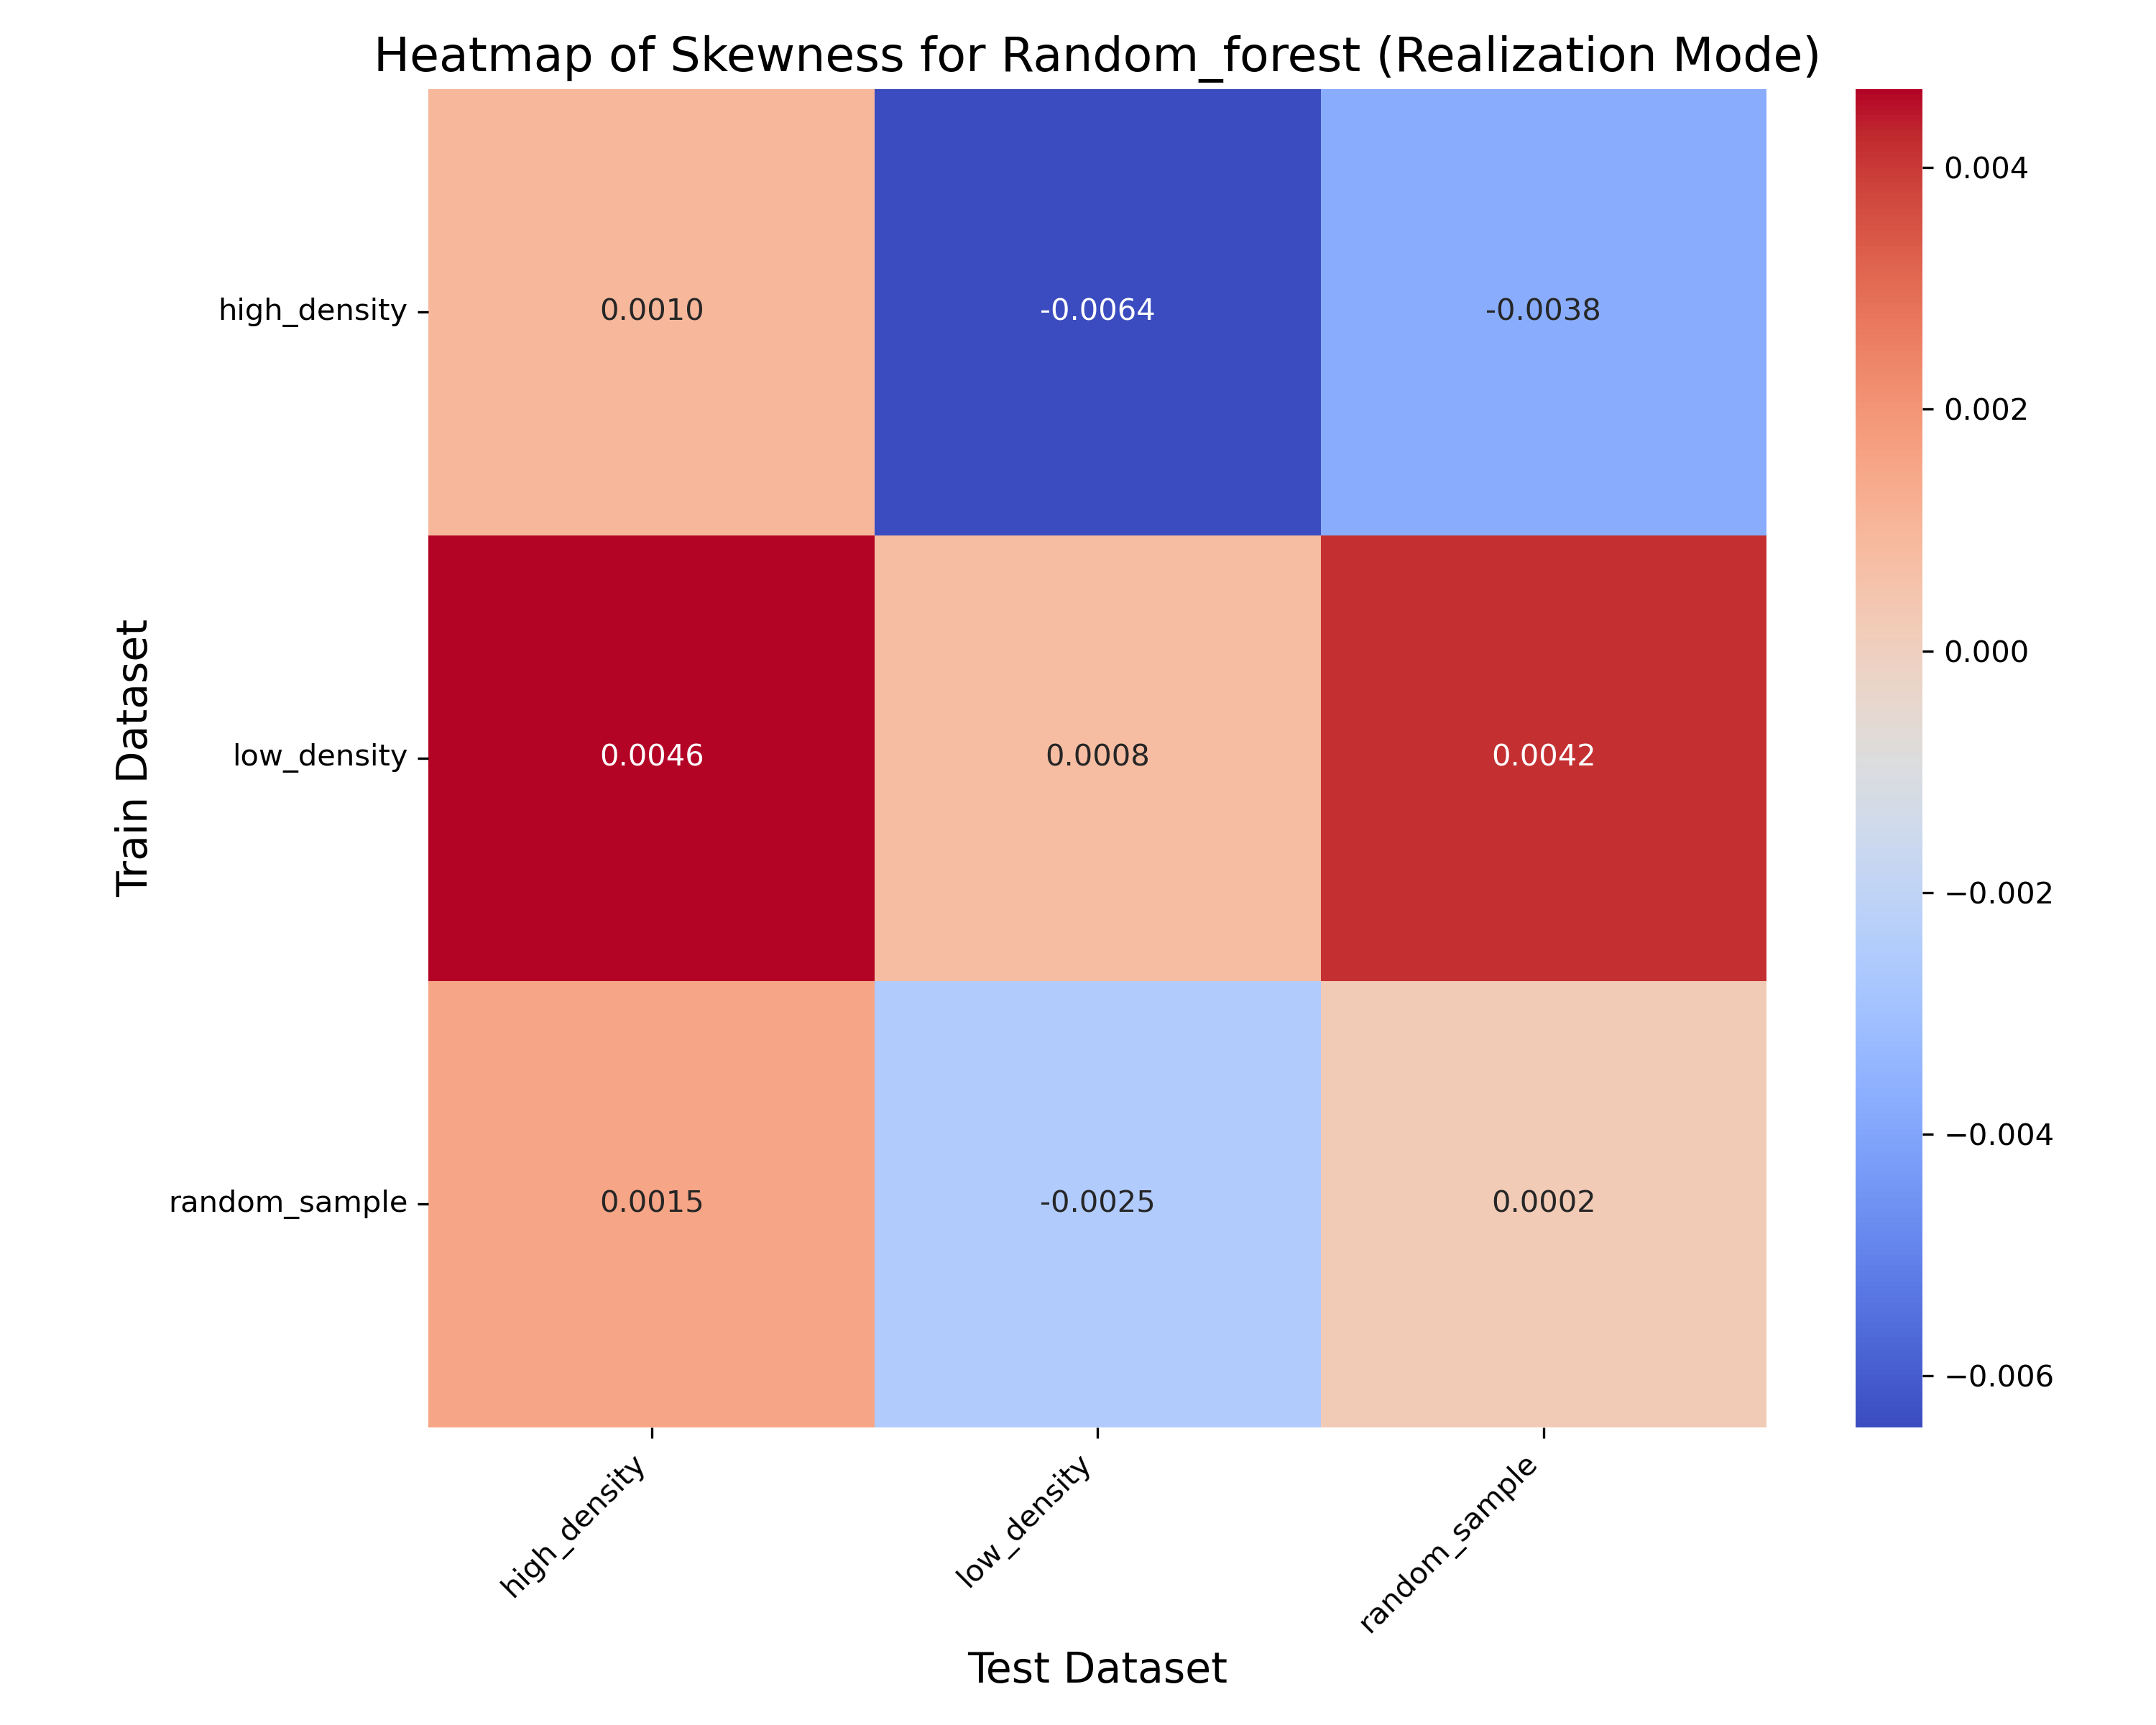 Heatmap of Skewness for Random_forest (Realization Mode)
Train Dataset
high_density
0.0010
-0.0064
-0.0038
low_density
0.0046
0.0008
0.0042
random_sample
0.0015
-0.0025
0.0002
high_density
low_density
random_sample
Test Dataset
0.004
0.002
0.000
−0.002
−0.004
−0.006